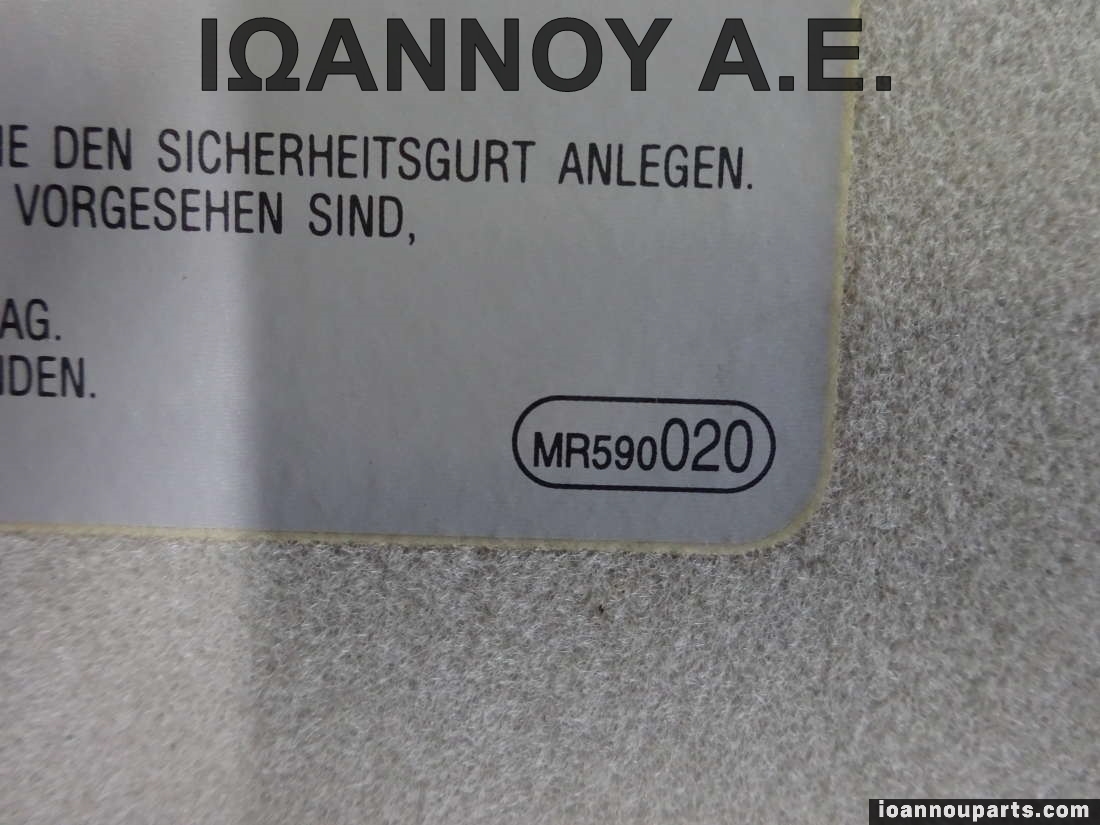 ΙΩΑΝΝΟΥ Α.Ε.
DEN SICHERHEITSGURT ANLEGEN.
VORGESEHEN SIND,
MR590020
ioannouparts.com